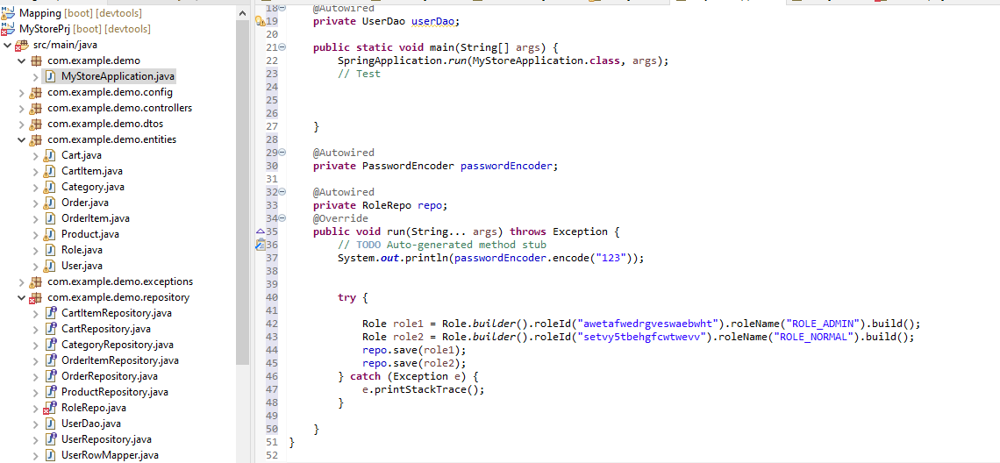 Mapping [boot] [devtools]
MyStorePrj [boot] [devtools]
src/main/java
com.example.demo
MyStoreApplication.java
com.example.demo.config
com.example.demo.controllers
com.example.demo.dtos
com.example.demo.entities
Cart.java
CartItem.java
Category.java
Order.java
OrderItem.java
Product.java
Role.java
User.java
com.example.demo.exceptions
com.example.demo.repository
CartItemRepository.java
CartRepository.java
CategoryRepository.java
OrderItemRepository.java
OrderRepository.java
ProductRepository.java
RoleRepo.java
UserDao.java
UserRepository.java
UserRowMapper.java
18 @Autowired
19 private UserDao userDao;
20
21 public static void main(String[] args) {
22 SpringApplication.run(MyStoreApplication.class, args);
23 // Test
24
25
26
27 }
28
29 @Autowired
30 private PasswordEncoder passwordEncoder;
31
32 @Autowired
33 private RoleRepo repo;
34 @Override
35 public void run(String... args) throws Exception {
36 // TODO Auto-generated method stub
37 System.out.println(passwordEncoder.encode("123"));
38
39
40 try {
41
42 Role role1 = Role.builder().roleId("awetafwedrgveswaebwht").roleName("ROLE_ADMIN").build();
43 Role role2 = Role.builder().roleId("setvy5tbehgfcwtwevv").roleName("ROLE_NORMAL").build();
44 repo.save(role1);
45 repo.save(role2);
46 } catch (Exception e) {
47 e.printStackTrace();
48 }
49
50 }
51 }
52